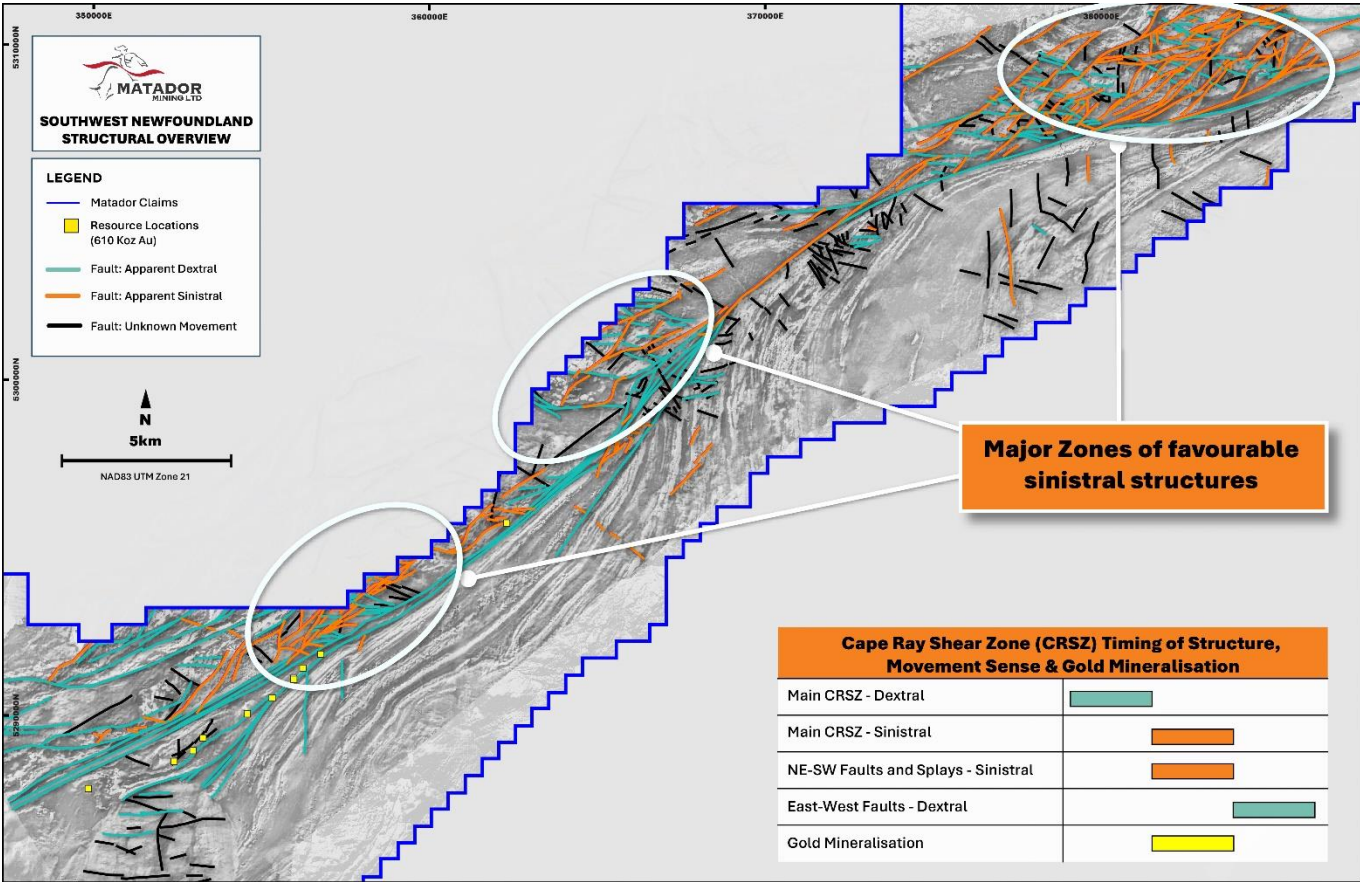 350000E
360000E
370000E
380000E
5310000N
5300000N
5290000N
MATADOR
MINING LTD
SOUTHWEST NEWFOUNDLAND
STRUCTURAL OVERVIEW
LEGEND
Matador Claims
Resource Locations
(610 Koz Au)
Fault: Apparent Dextral
Fault: Apparent Sinistral
Fault: Unknown Movement
N
5km
NAD83 UTM Zone 21
Major Zones of favourable
sinistral structures
Cape Ray Shear Zone (CRSZ) Timing of Structure,
Movement Sense & Gold Mineralisation
Main CRSZ - Dextral
Main CRSZ - Sinistral
NE-SW Faults and Splays - Sinistral
East-West Faults - Dextral
Gold Mineralisation